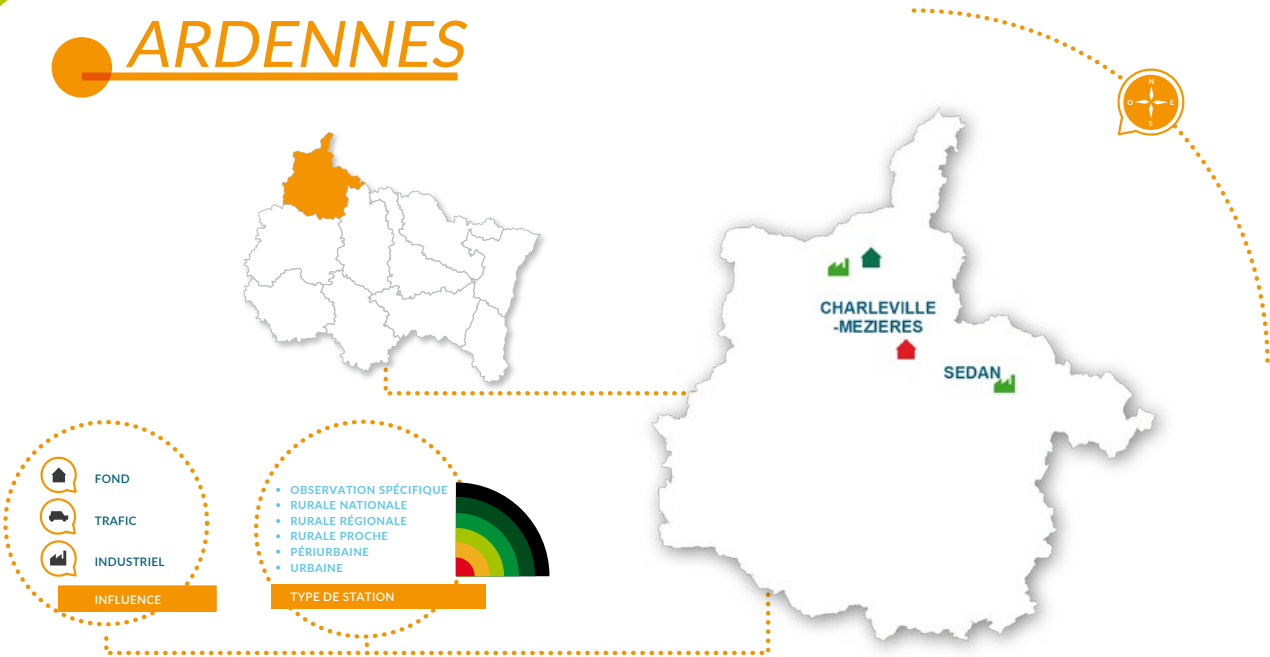 ARDENNES
N
O E
S
CHARLEVILLE
-MEZIERES
SEDAN
FOND
TRAFIC
INDUSTRIEL
INFLUENCE
• OBSERVATION SPÉCIFIQUE
• RURALE NATIONALE
• RURALE RÉGIONALE
• RURALE PROCHE
• PÉRIURBAINE
• URBAINE
TYPE DE STATION